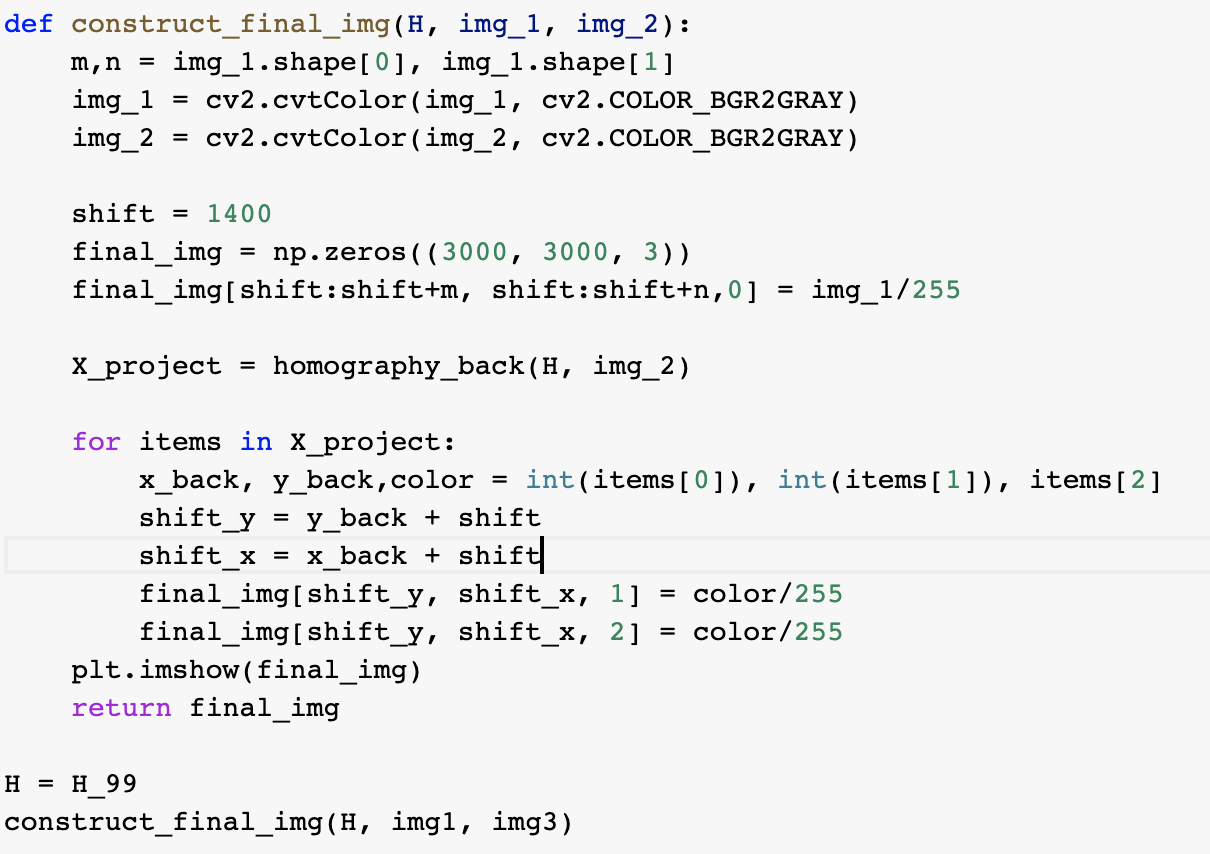 def construct_final_img(H, img_1, img_2):
    m,n = img_1.shape[0], img_1.shape[1]
    img_1 = cv2.cvtColor(img_1, cv2.COLOR_BGR2GRAY)
    img_2 = cv2.cvtColor(img_2, cv2.COLOR_BGR2GRAY)

    shift = 1400
    final_img = np.zeros((3000, 3000, 3))
    final_img[shift:shift+m, shift:shift+n,0] = img_1/255

    X_project = homography_back(H, img_2)

    for items in X_project:
        x_back, y_back,color = int(items[0]), int(items[1]), items[2]
        shift_y = y_back + shift
        shift_x = x_back + shift
        final_img[shift_y, shift_x, 1] = color/255
        final_img[shift_y, shift_x, 2] = color/255
    plt.imshow(final_img)
    return final_img

H = H_99
construct_final_img(H, img1, img3)